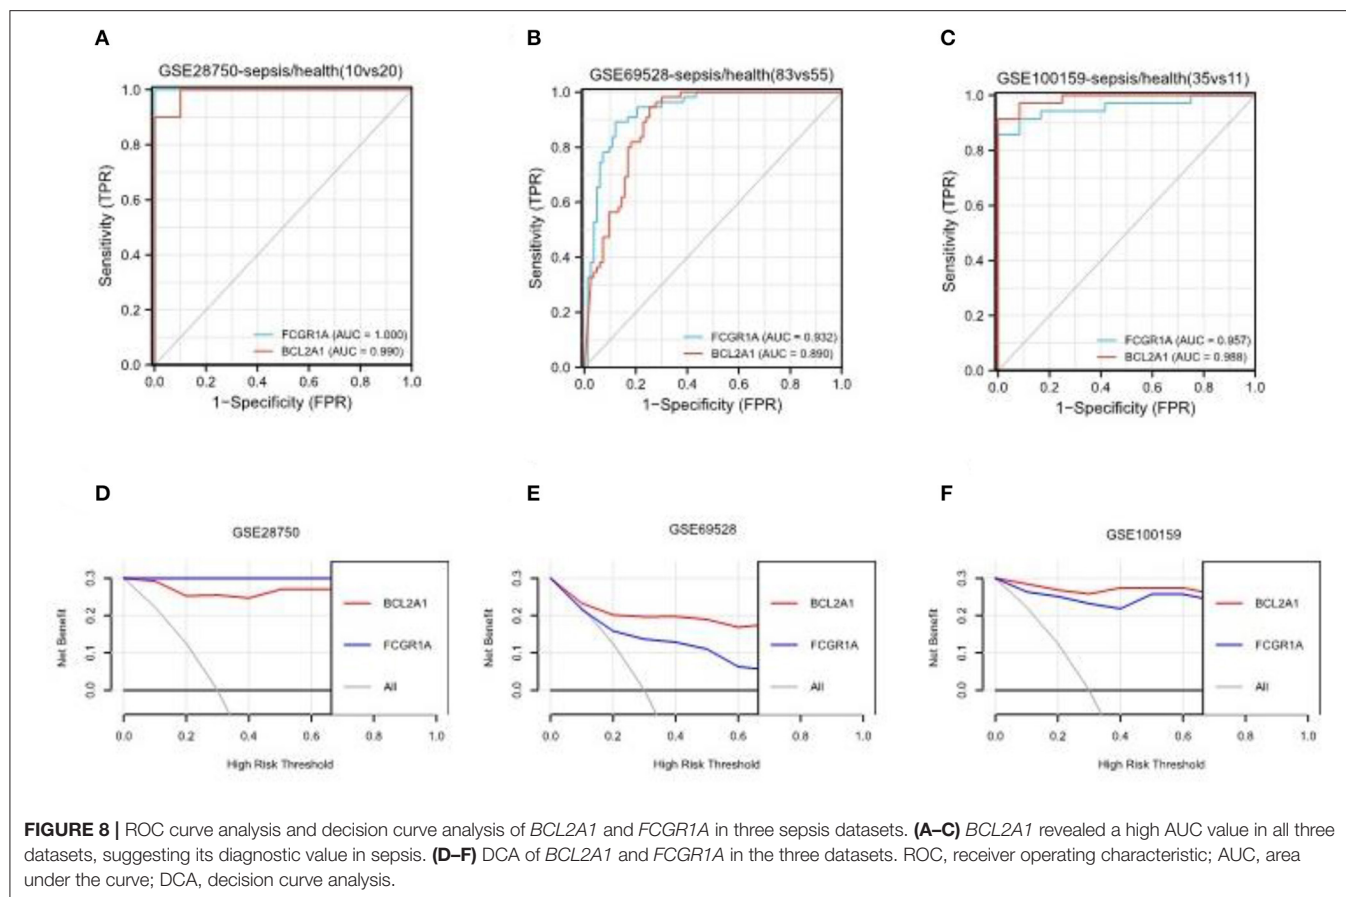 A
GSE28750-sepsis/health(10vs20)
1.0
0.8
0.6
0.4
0.2
0.0
Sensitivity (TPR)
FCGR1A (AUC = 1.000)
BCL2A1 (AUC = 0.990)
0.0 0.2 0.4 0.6 0.8 1.0
1−Specificity (FPR)
B
GSE69528-sepsis/health(83vs55)
1.0
0.8
0.6
0.4
0.2
0.0
Sensitivity (TPR)
FCGR1A (AUC = 0.932)
BCL2A1 (AUC = 0.890)
0.0 0.2 0.4 0.6 0.8 1.0
1−Specificity (FPR)
C
GSE100159-sepsis/health(35vs11)
1.0
0.8
0.6
0.4
0.2
0.0
Sensitivity (TPR)
FCGR1A (AUC = 0.957)
BCL2A1 (AUC = 0.988)
0.0 0.2 0.4 0.6 0.8 1.0
1−Specificity (FPR)
D
GSE28750
0.3
0.2
0.1
0.0
Net Benefit
BCL2A1
FCGR1A
All
0.0 0.2 0.4 0.6 0.8 1.0
High Risk Threshold
E
GSE69528
0.3
0.2
0.1
0.0
Net Benefit
BCL2A1
FCGR1A
All
0.0 0.2 0.4 0.6 0.8 1.0
High Risk Threshold
F
GSE100159
0.3
0.2
0.1
0.0
Net Benefit
BCL2A1
FCGR1A
All
0.0 0.2 0.4 0.6 0.8 1.0
High Risk Threshold
FIGURE 8 | ROC curve analysis and decision curve analysis of BCL2A1 and FCGR1A in three sepsis datasets. (A–C) BCL2A1 revealed a high AUC value in all three
datasets, suggesting its diagnostic value in sepsis. (D–F) DCA of BCL2A1 and FCGR1A in the three datasets. ROC, receiver operating characteristic; AUC, area
under the curve; DCA, decision curve analysis.